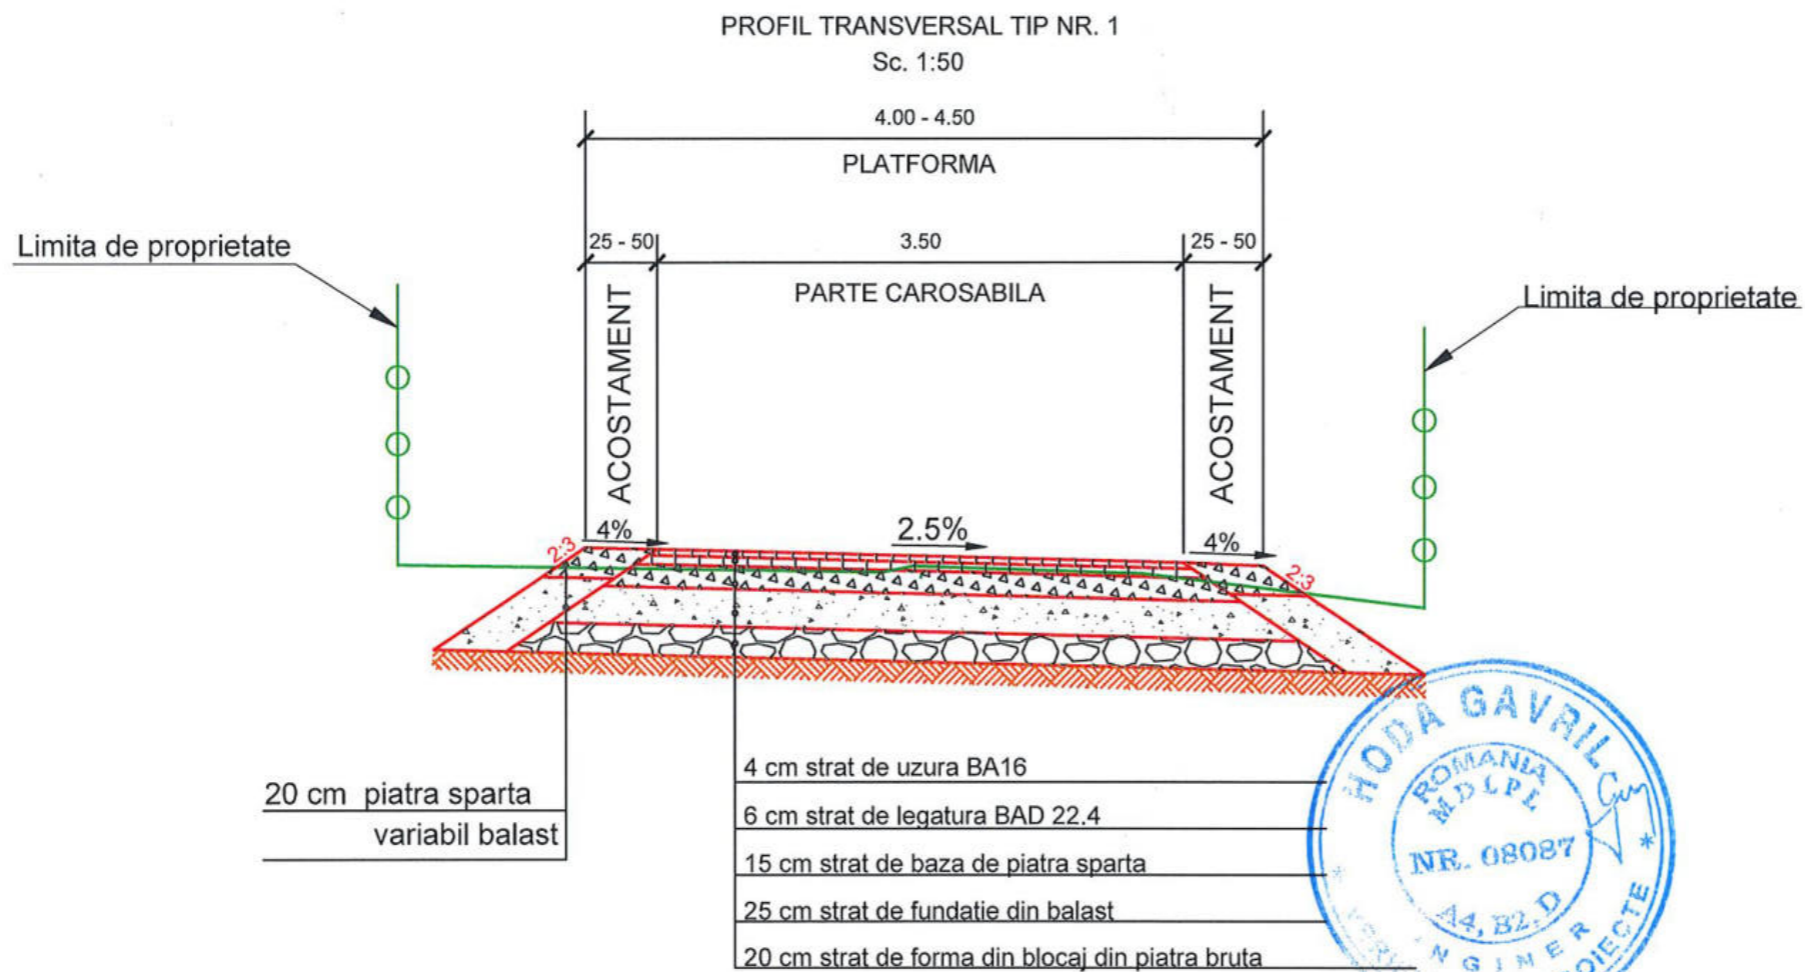 PROFIL TRANSVERSAL TIP NR. 1
Sc. 1:50
4.00 - 4.50
PLATFORMA
Limita de proprietate
25 - 50
3.50
25 - 50
PARTE CAROSABILA
Limita de proprietate
ACOSTAMENT
ACOSTAMENT
4%
2.5%
4%
2:3
2:3
20 cm piatra sparta
variabil balast
4 cm strat de uzura BA16
6 cm strat de legatura BAD 22.4
15 cm strat de baza de piatra sparta
25 cm strat de fundatie din balast
20 cm strat de forma din blocaj din piatra bruta
HODA GAVRIL
ROMANIA
MDLPL
NR. 08087
A4, B2, D
INGINER